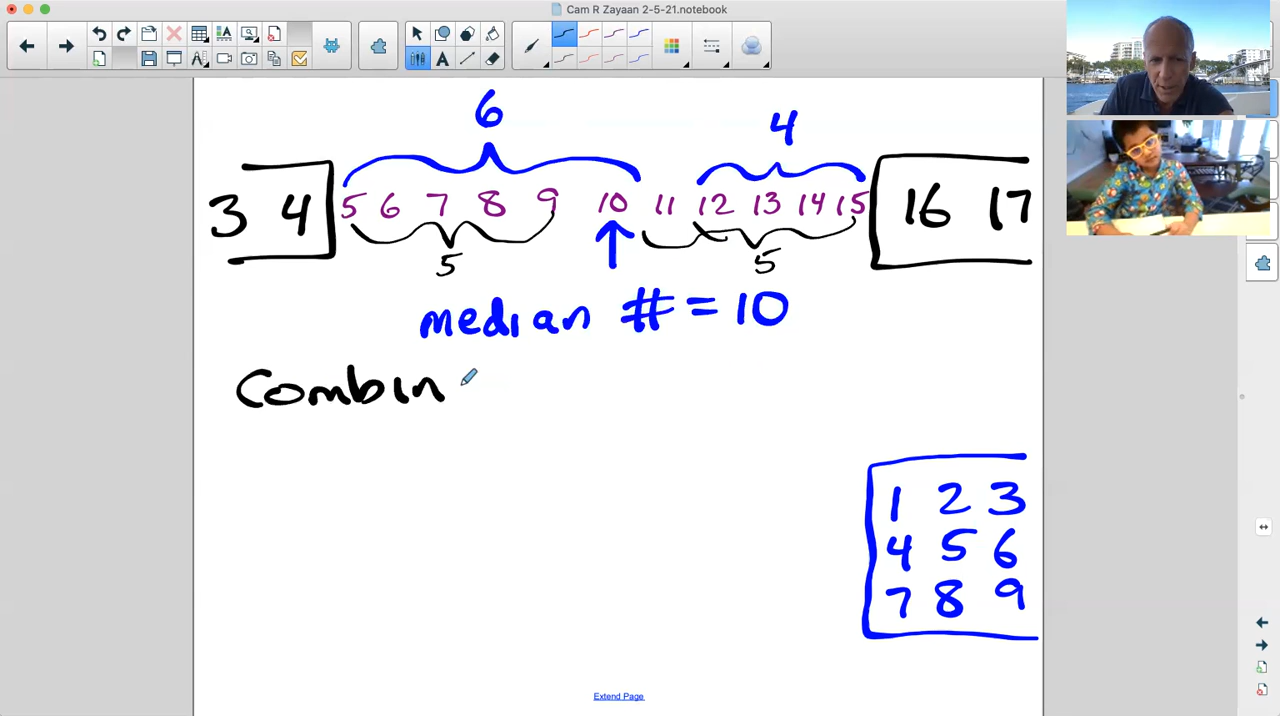 Cam R Zayaan 2-5-21.notebook
6 4
3 4 5 6 7 8 9 10 11 12 13 14 15 16 17
5 5
median # = 10
Combin
1 2 3
4 5 6
7 8 9
Extend Page